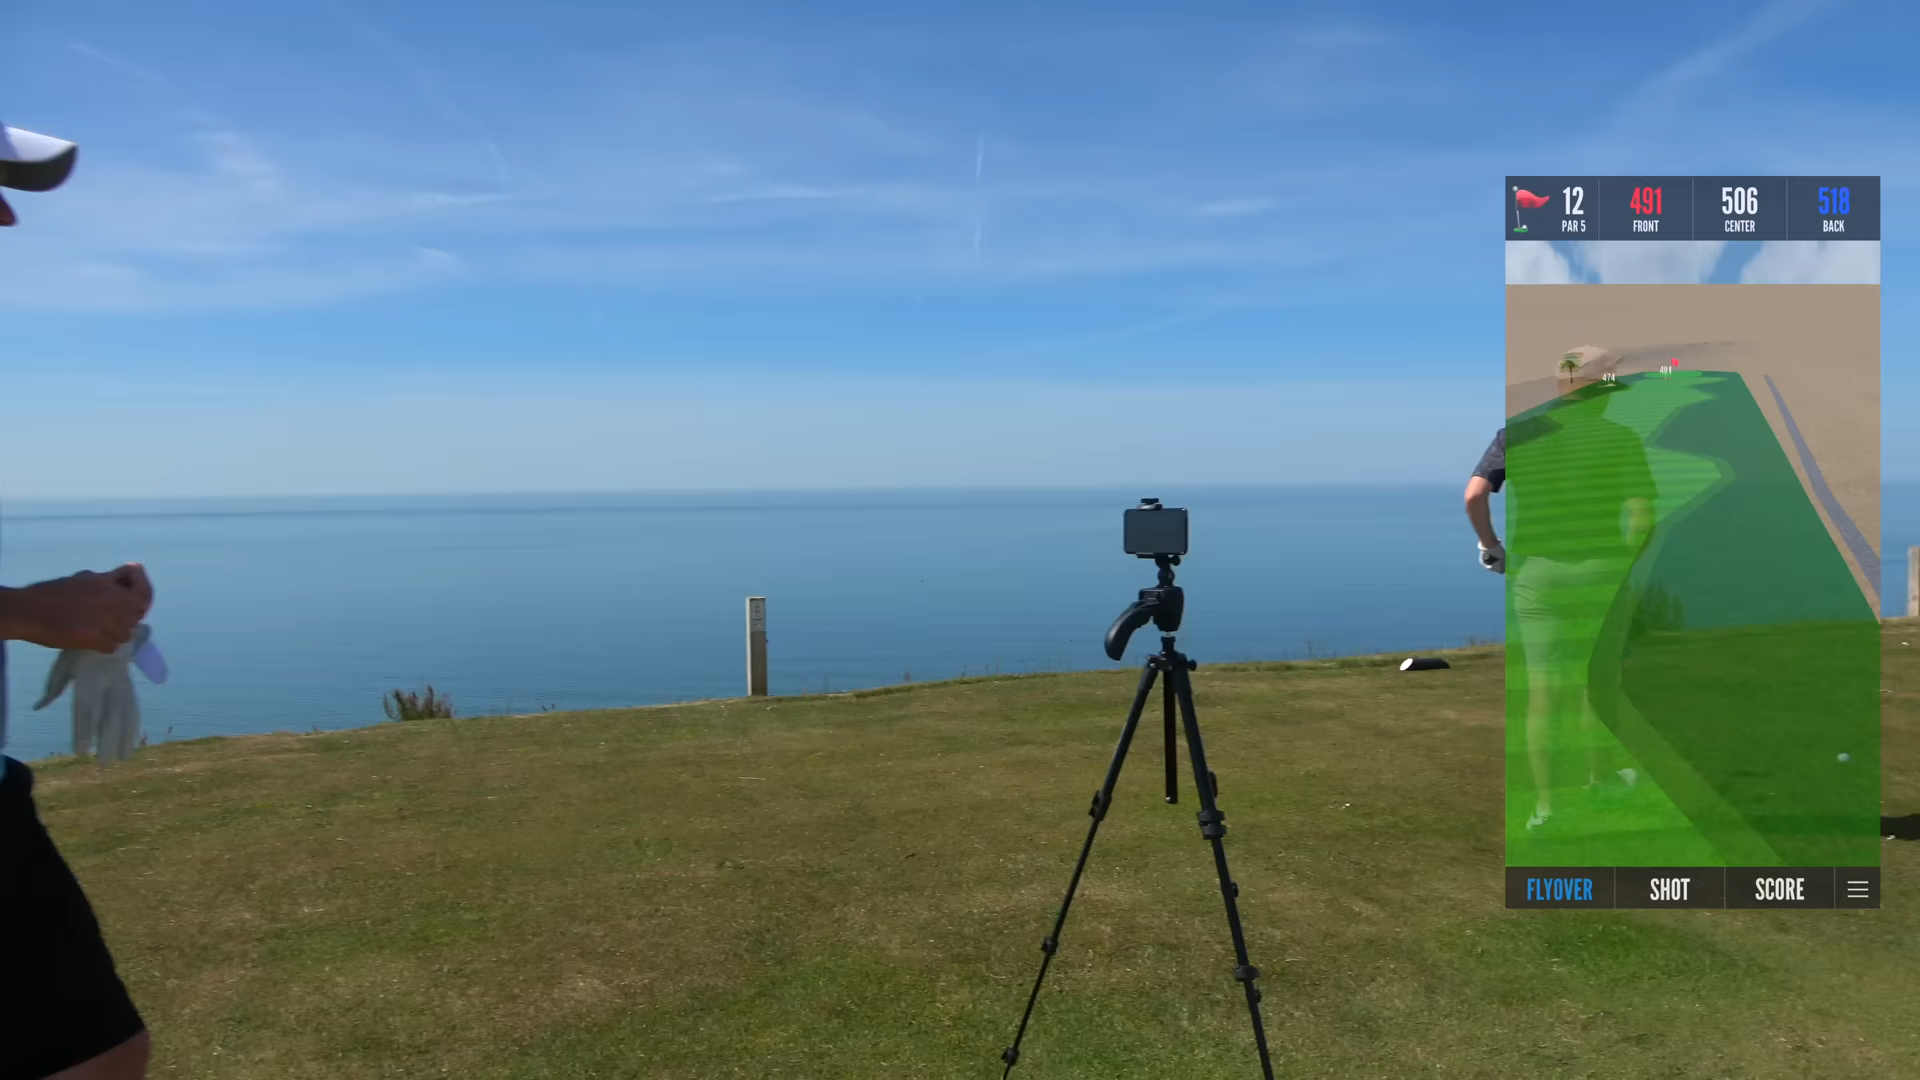 12
PAR 5
491
FRONT
506
CENTER
518
BACK
474
491
FLYOVER
SHOT
SCORE